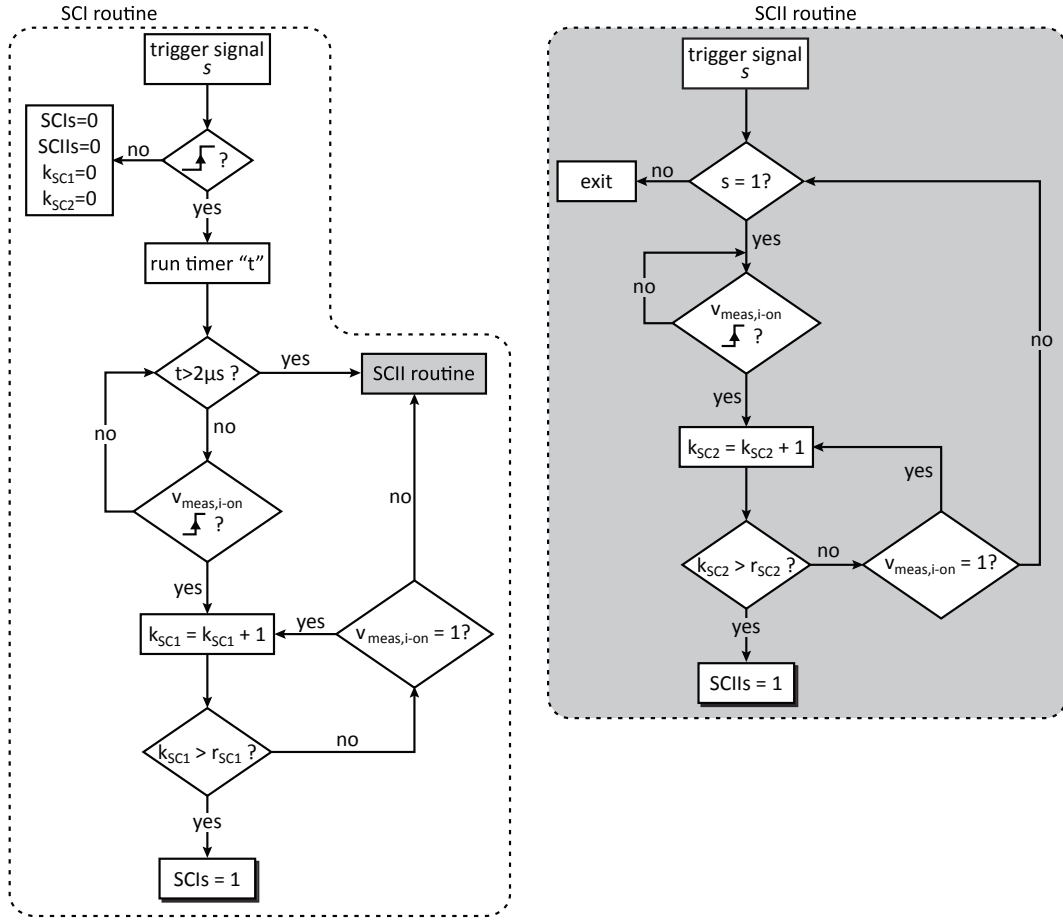 SCI routine
trigger signal
s
SCIs=0
SCIIs=0
kSC1=0
kSC2=0
no
?
yes
run timer “t”
t>2µs ?
yes
SCII routine
no
no
vmeas,i-on
?
no
yes
kSC1 = kSC1 + 1
yes
vmeas,i-on = 1?
kSC1 > rSC1 ?
no
yes
SCIs = 1
SCII routine
trigger signal
s
exit
no
s = 1?
yes
no
vmeas,i-on
?
no
yes
kSC2 = kSC2 + 1
yes
kSC2 > rSC2 ?
no
vmeas,i-on = 1?
yes
SCIIs = 1